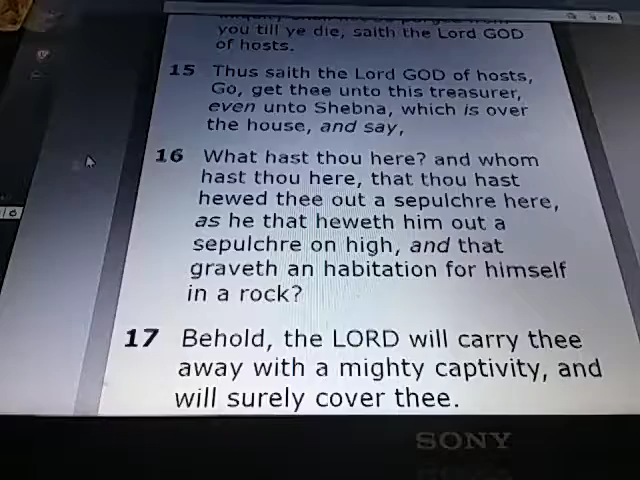 you till ye die, saith the Lord GOD
of hosts.
15 Thus saith the Lord GOD of hosts,
Go, get thee unto this treasurer,
even unto Shebna, which is over
the house, and say,
16 What hast thou here? and whom
hast thou here, that thou hast
hewed thee out a sepulchre here,
as he that heweth him out a
sepulchre on high, and that
graveth an habitation for himself
in a rock?
17 Behold, the LORD will carry thee
away with a mighty captivity, and
will surely cover thee.
SONY